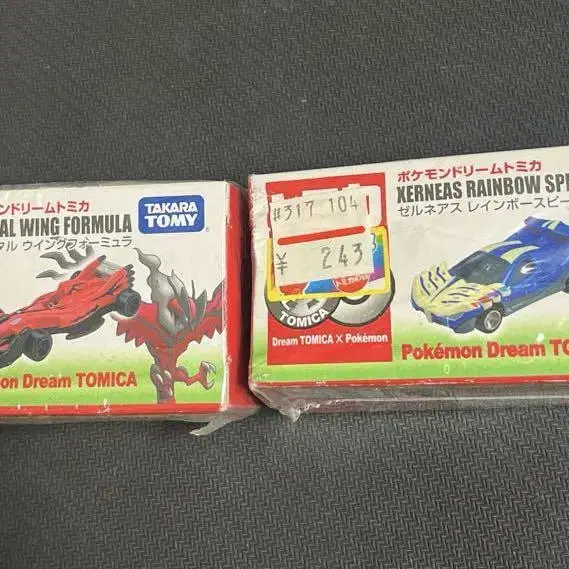 ンドリームトミカ
AL WING FORMULA
タル ウイングフォーミュラ
TAKARA
TOMY
on Dream TOMICA
#317 104
¥ 243
TOMICA
Dream TOMICA × Pokémon
ポケモンドリームトミカ
XERNEAS RAINBOW SPE
ゼルネアス レインボースピー
Pokémon Dream TO